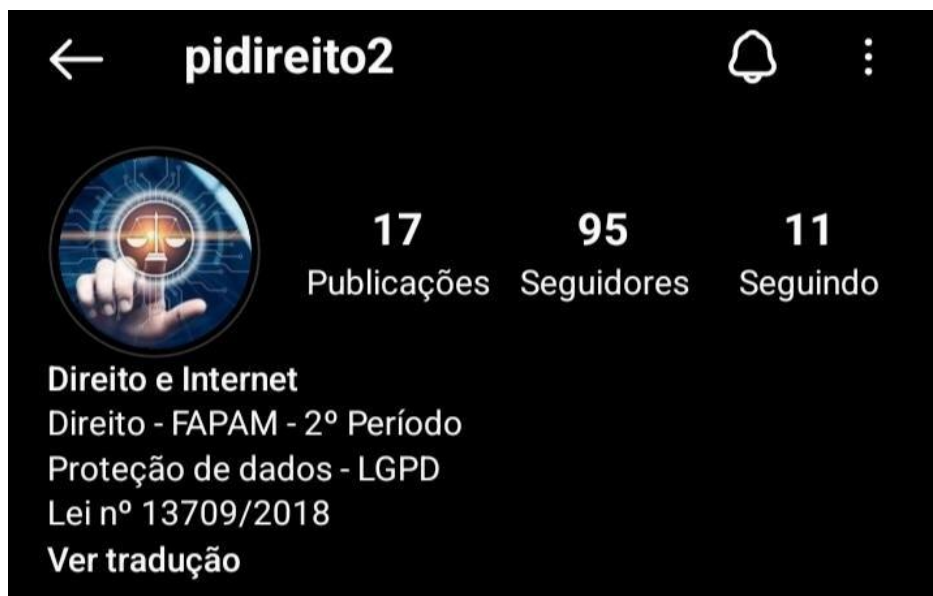 pidireito2
17 95 11
Publicações Seguidores Seguindo
Direito e Internet
Direito - FAPAM - 2º Período
Proteção de dados - LGPD
Lei nº 13709/2018
Ver tradução